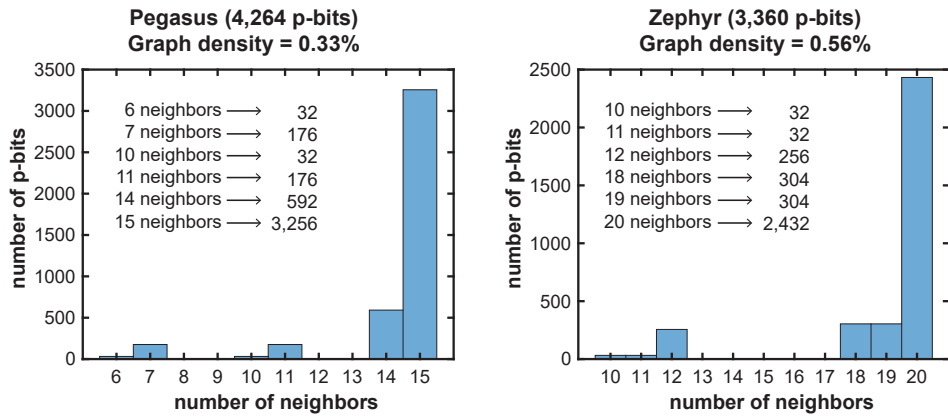 Pegasus (4,264 p-bits)
Graph density = 0.33%
3500
3000
2500
2000
1500
1000
500
0
number of p-bits
6 neighbors → 32
7 neighbors → 176
10 neighbors → 32
11 neighbors → 176
14 neighbors → 592
15 neighbors → 3,256
6 7 8 9 10 11 12 13 14 15
number of neighbors
Zephyr (3,360 p-bits)
Graph density = 0.56%
2500
2000
1500
1000
500
0
number of p-bits
10 neighbors → 32
11 neighbors → 32
12 neighbors → 256
18 neighbors → 304
19 neighbors → 304
20 neighbors → 2,432
10 11 12 13 14 15 16 17 18 19 20
number of neighbors